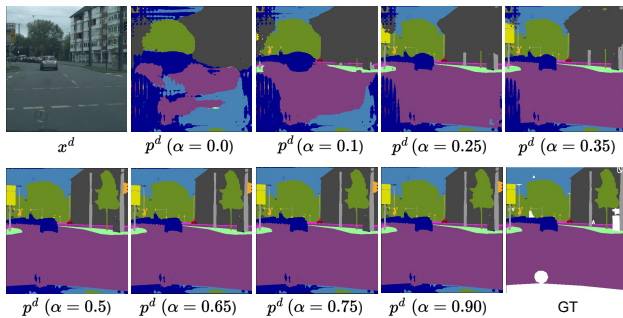 x^d p^d (α = 0.0) p^d (α = 0.1) p^d (α = 0.25) p^d (α = 0.35)
p^d (α = 0.5) p^d (α = 0.65) p^d (α = 0.75) p^d (α = 0.90) GT